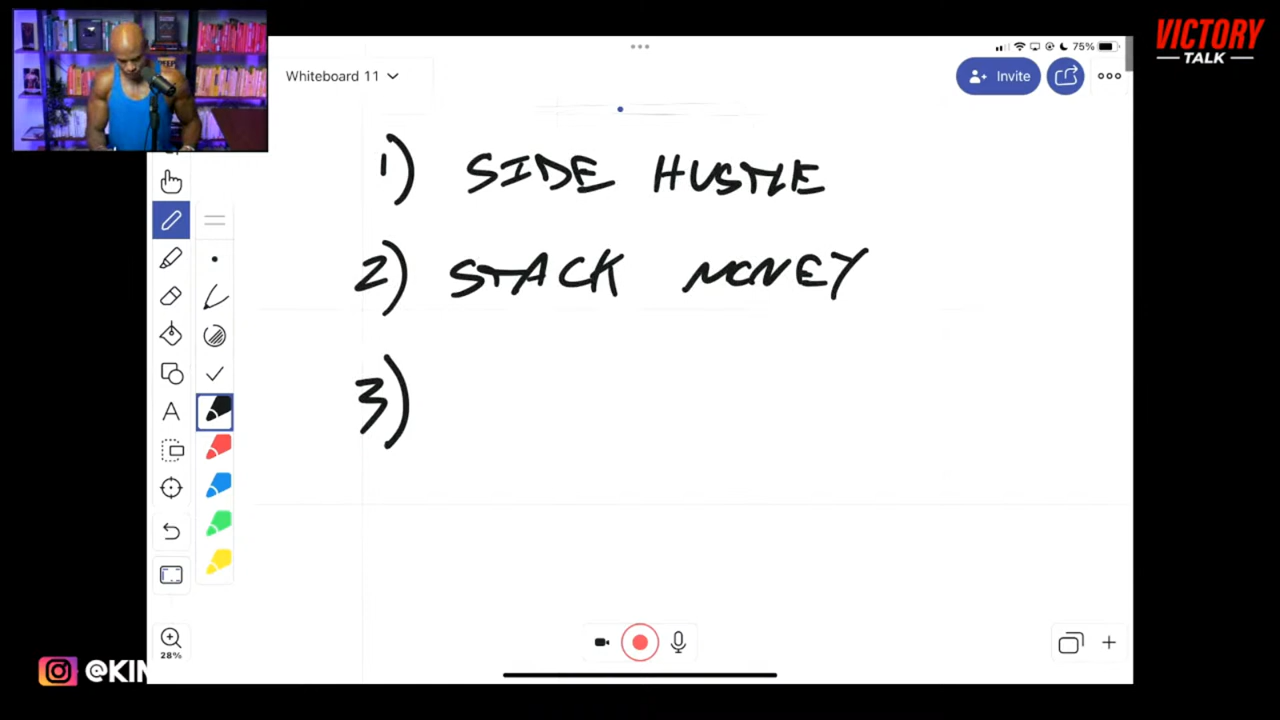 VICTORY
TALK
Whiteboard 11
75%
Invite
1) SIDE HUSTLE
2) STACK MONEY
3)
A
28%
@KIN